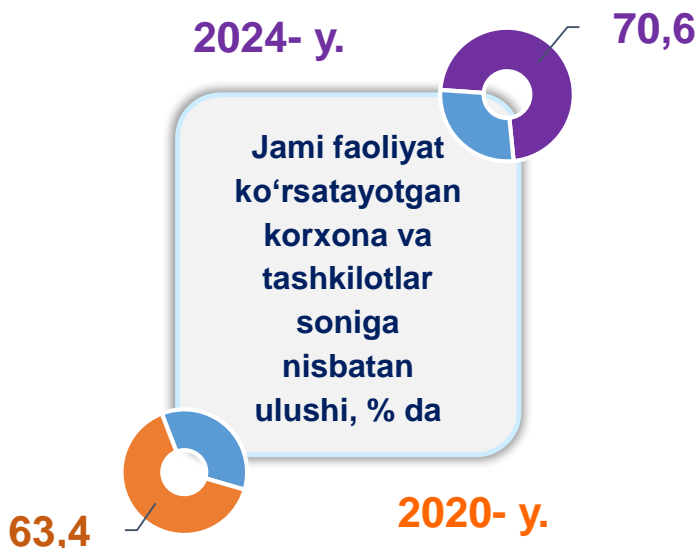 2024- y.
70,6
Jami faoliyat
ko‘rsatayotgan
korxona va
tashkilotlar
soniga
nisbatan
ulushi, % da
2020- y.
63,4